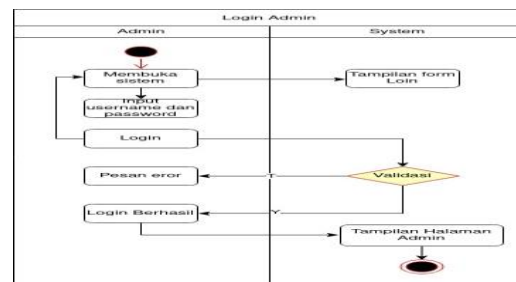 Login Admin
Admin
System
Membuka
sistem
Tampilan form
Loin
Input
username dan
password
Login
Pesan eror
T
Validasi
Login Berhasil
Y
Tampilan Halaman
Admin